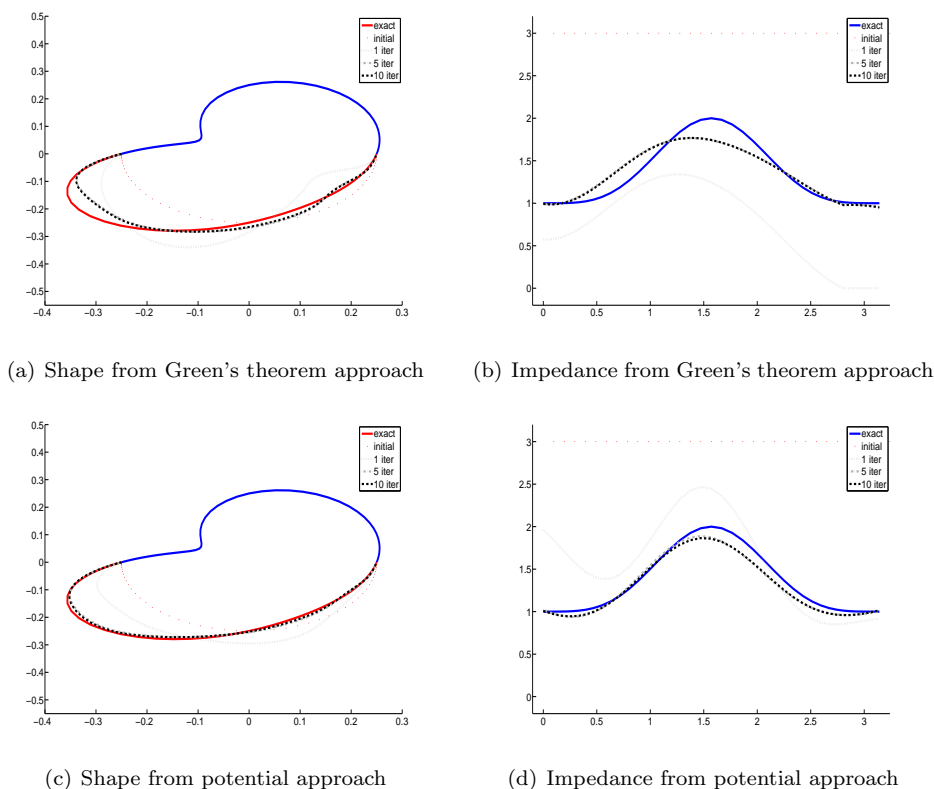 0.5
0.4
0.3
0.2
0.1
0
−0.1
−0.2
−0.3
−0.4
−0.5
−0.4 −0.3 −0.2 −0.1 0 0.1 0.2 0.3
exact
initial
1 iter
5 iter
10 iter
3
2.5
2
1.5
1
0.5
0
0 0.5 1 1.5 2 2.5 3
exact
initial
1 iter
5 iter
10 iter
(a) Shape from Green's theorem approach
(b) Impedance from Green's theorem approach
0.5
0.4
0.3
0.2
0.1
0
−0.1
−0.2
−0.3
−0.4
−0.5
−0.4 −0.3 −0.2 −0.1 0 0.1 0.2 0.3
exact
initial
1 iter
5 iter
10 iter
3
2.5
2
1.5
1
0.5
0
0 0.5 1 1.5 2 2.5 3
exact
initial
1 iter
5 iter
10 iter
(c) Shape from potential approach
(d) Impedance from potential approach